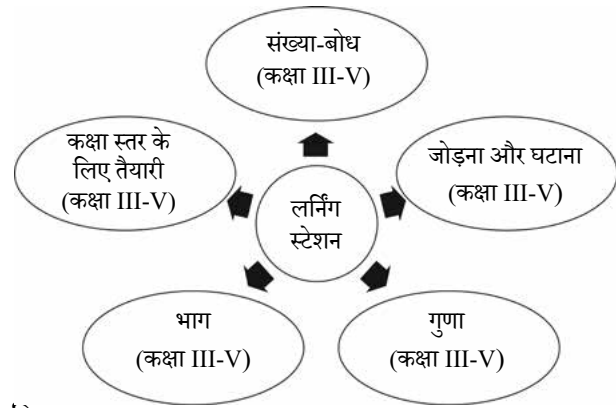 संख्या-बोध
(कक्षा III-V)
कक्षा स्तर के
लिए तैयारी
(कक्षा III-V)
जोड़ना और घटाना
(कक्षा III-V)
लर्निंग
स्टेशन
भाग
(कक्षा III-V)
गुणा
(कक्षा III-V)